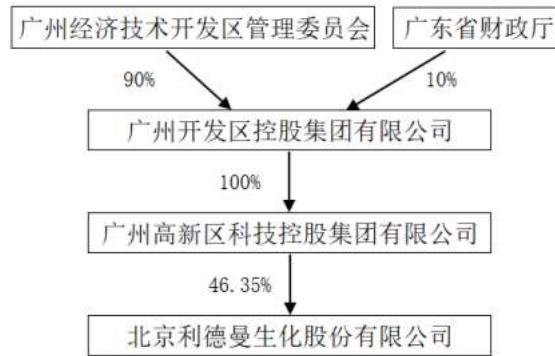 广州经济技术开发区管理委员会
广东省财政厅
90%
10%
广州开发区控股集团有限公司
100%
广州高新区科技控股集团有限公司
46.35%
北京利德曼生化股份有限公司